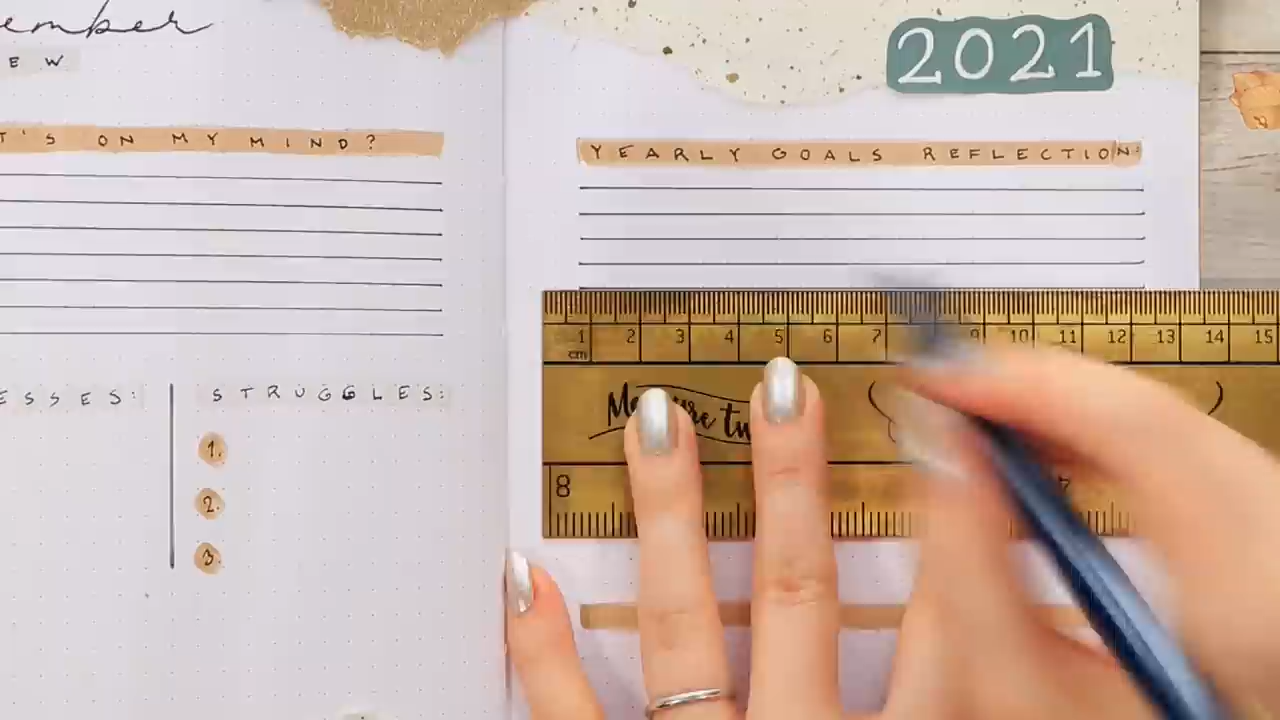 ember
EW
T'S ON MY MIND?
ESSES:
STRUGGLES:
1.
2.
3.
2021
YEARLY GOALS REFLECTION:
1 2 3 4 5 6 7 9 10 11 12 13 14 15
cm
8